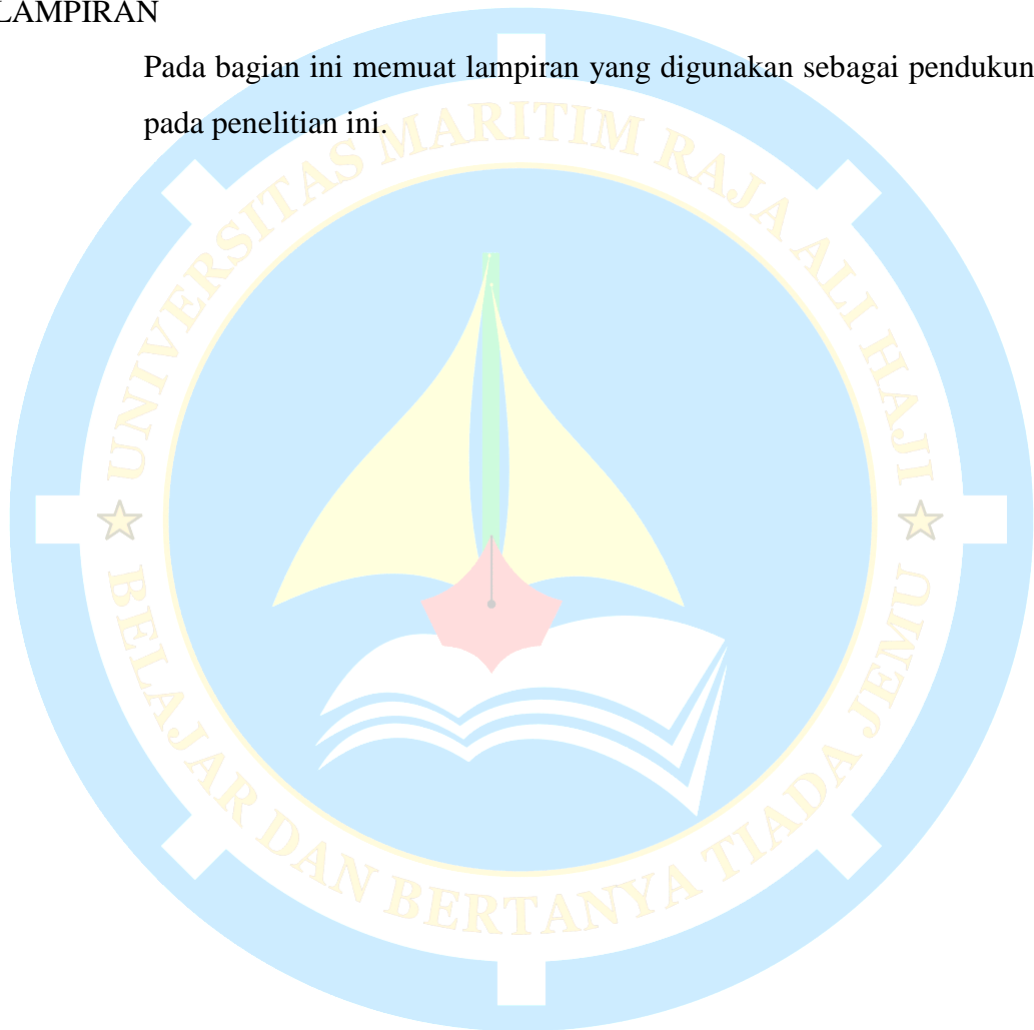 LAMPIRAN
Pada bagian ini memuat lampiran yang digunakan sebagai pendukun
pada penelitian ini.
UNIVERSITAS MARITIM RAJA ALI HAJI
BELAJAR DAN BERTANYA TIADA JEMU